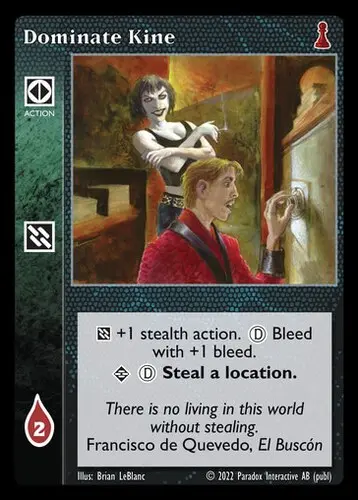 Dominate Kine
ACTION
+1 stealth action. Ⓓ Bleed
with +1 bleed.
Ⓓ Steal a location.
There is no living in this world
without stealing.
Francisco de Quevedo, El Buscón
2
Illus: Brian LeBlanc
© 2022 Paradox Interactive AB (publ)